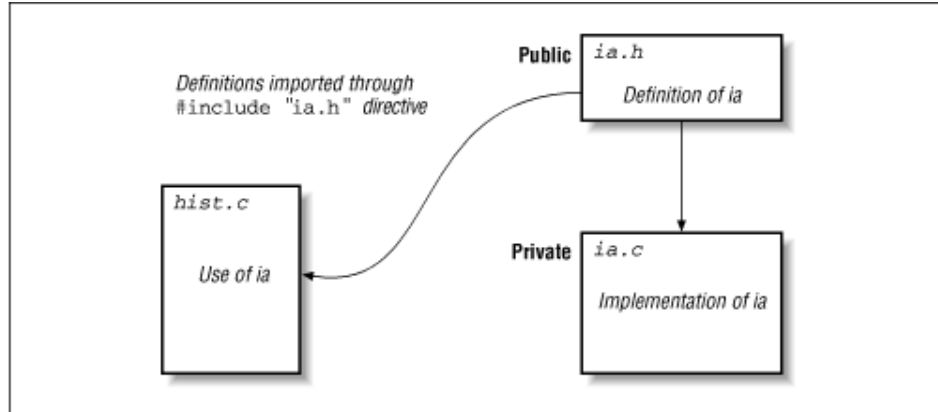 Public
ia.h
Definition of ia
Definitions imported through
#include "ia.h" directive
hist.c
Use of ia
Private
ia.c
Implementation of ia